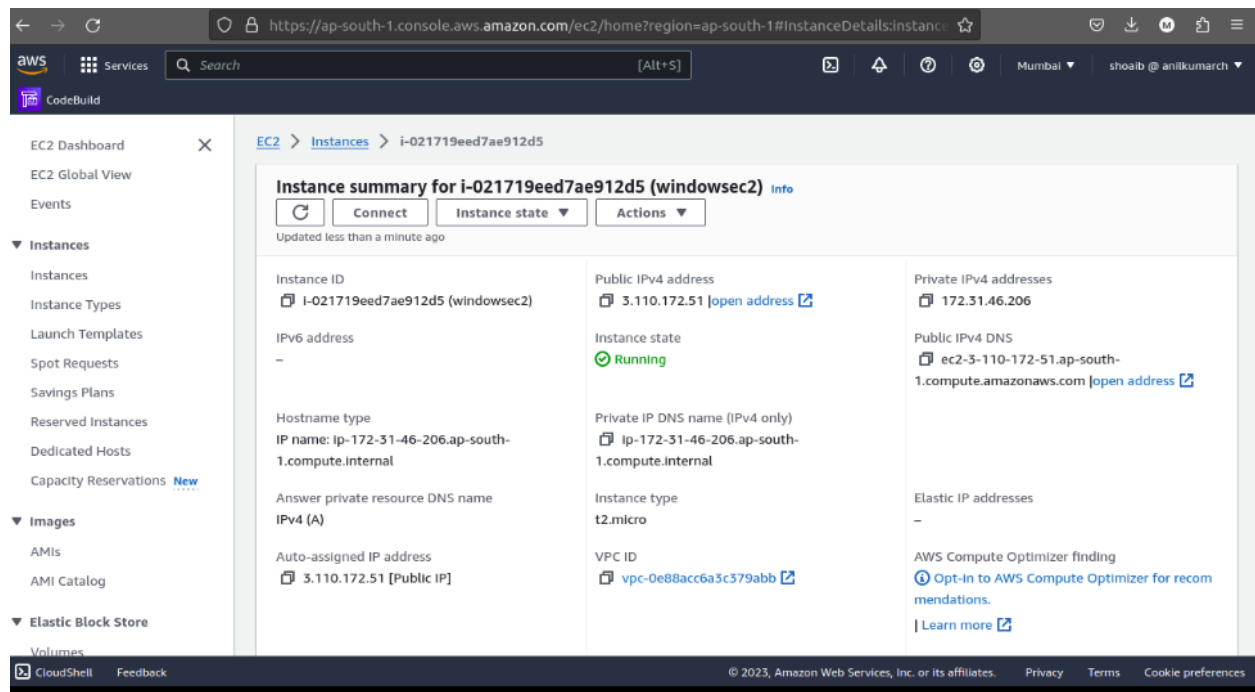 https://ap-south-1.console.aws.amazon.com/ec2/home?region=ap-south-1#InstanceDetails:instance
aws Services Search [Alt+S] Mumbai ▼ shoaib @ anilkumarch ▼
CodeBuild
EC2 Dashboard
EC2 Global View
Events
▼ Instances
Instances
Instance Types
Launch Templates
Spot Requests
Savings Plans
Reserved Instances
Dedicated Hosts
Capacity Reservations New
▼ Images
AMIs
AMI Catalog
▼ Elastic Block Store
Volumes
EC2 > Instances > i-021719eed7ae912d5
Instance summary for i-021719eed7ae912d5 (windowsec2) Info
Connect Instance state ▼ Actions ▼
Updated less than a minute ago
Instance ID
i-021719eed7ae912d5 (windowsec2)
Public IPv4 address
3.110.172.51 |open address
Private IPv4 addresses
172.31.46.206
IPv6 address
–
Instance state
Running
Public IPv4 DNS
ec2-3-110-172-51.ap-south-
1.compute.amazonaws.com |open address
Hostname type
IP name: ip-172-31-46-206.ap-south-
1.compute.internal
Private IP DNS name (IPv4 only)
ip-172-31-46-206.ap-south-
1.compute.internal
Answer private resource DNS name
IPv4 (A)
Instance type
t2.micro
Elastic IP addresses
–
Auto-assigned IP address
3.110.172.51 [Public IP]
VPC ID
vpc-0e88acc6a3c379abb
AWS Compute Optimizer finding
Opt-in to AWS Compute Optimizer for recom
mendations.
| Learn more
CloudShell Feedback © 2023, Amazon Web Services, Inc. or its affiliates. Privacy Terms Cookie preferences